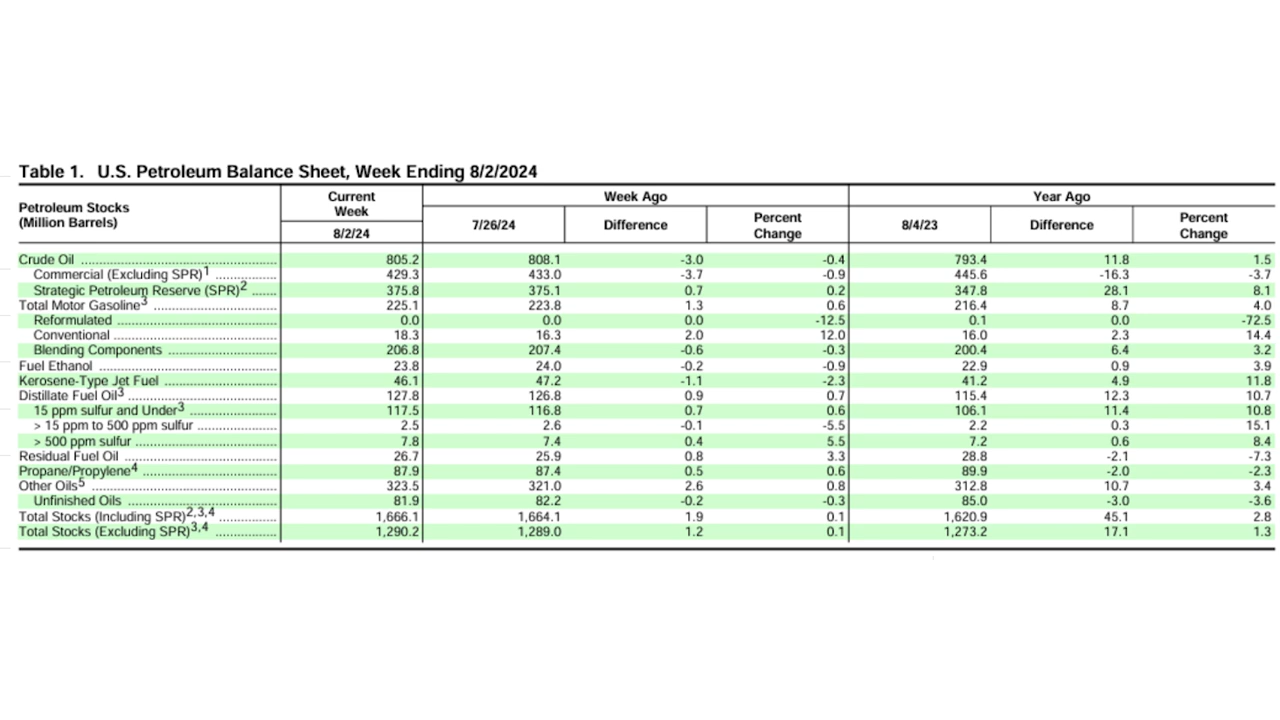 Table 1. U.S. Petroleum Balance Sheet, Week Ending 8/2/2024
Petroleum Stocks
(Million Barrels)
Current
Week
Week Ago
Year Ago
8/2/24
7/26/24
Difference
Percent
Change
8/4/23
Difference
Percent
Change
Crude Oil ................ 805.2 808.1 -3.0 -0.4 793.4 11.8 1.5
Commercial (Excluding SPR)1 ................ 429.3 433.0 -3.7 -0.9 445.6 -16.3 -3.7
Strategic Petroleum Reserve (SPR)2 ....... 375.8 375.1 0.7 0.2 347.8 28.1 8.1
Total Motor Gasoline3 ................ 225.1 223.8 1.3 0.6 216.4 8.7 4.0
Reformulated ................ 0.0 0.0 0.0 -12.5 0.1 0.0 -72.5
Conventional ................ 18.3 16.3 2.0 12.0 16.0 2.3 14.4
Blending Components ................ 206.8 207.4 -0.6 -0.3 200.4 6.4 3.2
Fuel Ethanol ................ 23.8 24.0 -0.2 -0.9 22.9 0.9 3.9
Kerosene-Type Jet Fuel ................ 46.1 47.2 -1.1 -2.3 41.2 4.9 11.8
Distillate Fuel Oil3 ................ 127.8 126.8 0.9 0.7 115.4 12.3 10.7
15 ppm sulfur and Under3 ................ 117.5 116.8 0.7 0.6 106.1 11.4 10.8
> 15 ppm to 500 ppm sulfur ................ 2.5 2.6 -0.1 -5.5 2.2 0.3 15.1
> 500 ppm sulfur ................ 7.8 7.4 0.4 5.5 7.2 0.6 8.4
Residual Fuel Oil ................ 26.7 25.9 0.8 3.3 28.8 -2.1 -7.3
Propane/Propylene4 ................ 87.9 87.4 0.5 0.6 89.9 -2.0 -2.3
Other Oils5 ................ 323.5 321.0 2.6 0.8 312.8 10.7 3.4
Unfinished Oils ................ 81.9 82.2 -0.2 -0.3 85.0 -3.0 -3.6
Total Stocks (Including SPR)2,3,4 ................ 1,666.1 1,664.1 1.9 0.1 1,620.9 45.1 2.8
Total Stocks (Excluding SPR)3,4 ................ 1,290.2 1,289.0 1.2 0.1 1,273.2 17.1 1.3